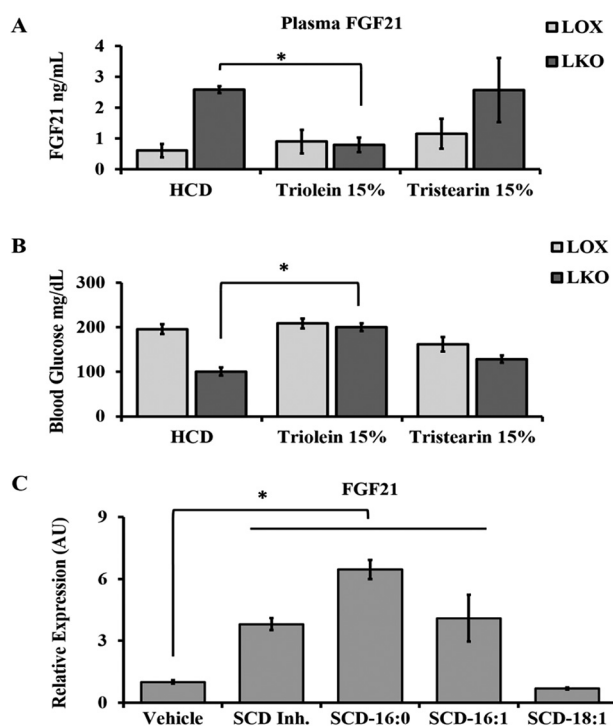 A
Plasma FGF21
LOX
LKO
FGF21 ng/mL
4
3
2
1
0
*
HCD Triolein 15% Tristearin 15%
B
LOX
LKO
Blood Glucose mg/dL
300
200
100
0
*
HCD Triolein 15% Tristearin 15%
C
FGF21
Relative Expression (AU)
9
6
3
0
*
Vehicle SCD Inh. SCD-16:0 SCD-16:1 SCD-18:1